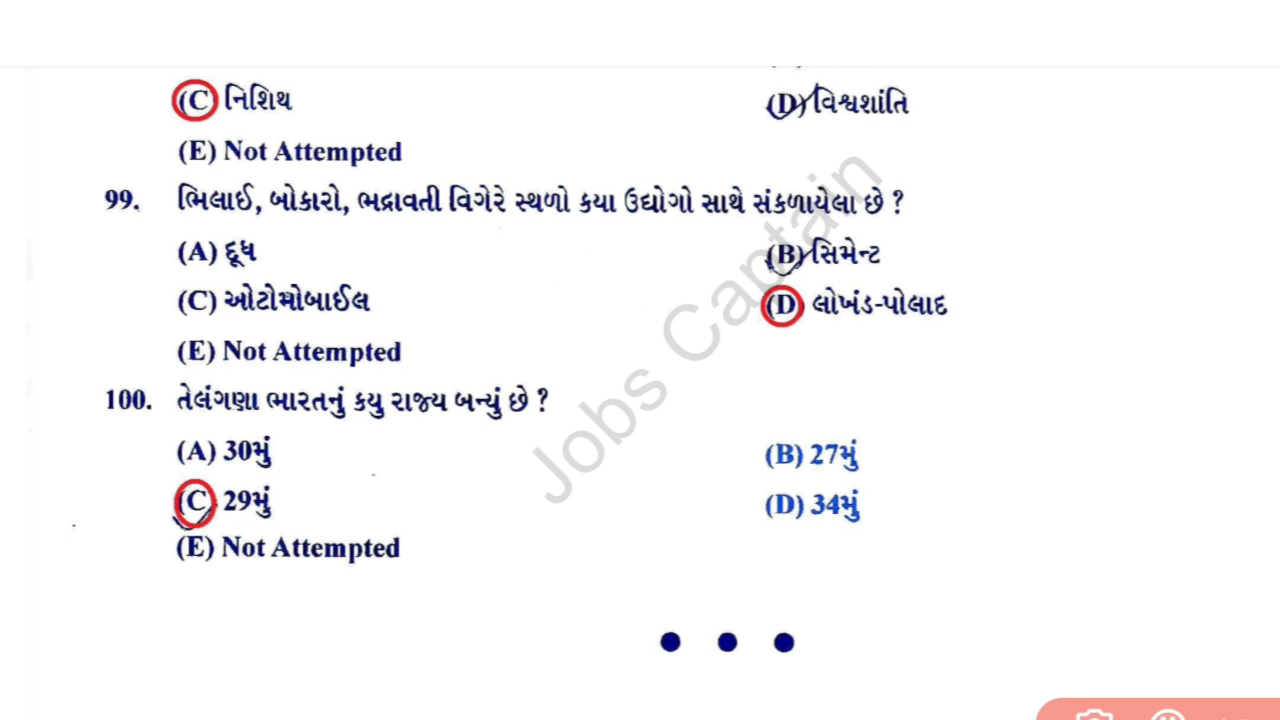 (C) નિશિથ (D) વિશ્વશાંતિ
(E) Not Attempted
99. ભિલાઈ, બોકારો, ભદ્રાવતી વિગેરે સ્થળો કયા ઉદ્યોગો સાથે સંકળાયેલા છે ?
(A) દૂધ (B) સિમેન્ટ
(C) ઓટોમોબાઈલ (D) લોખંડ-પોલાદ
(E) Not Attempted
100. તેલંગણા ભારતનું કયુ રાજ્ય બન્યું છે ?
(A) 30મું (B) 27મું
(C) 29મું (D) 34મું
(E) Not Attempted
Jobs Captain